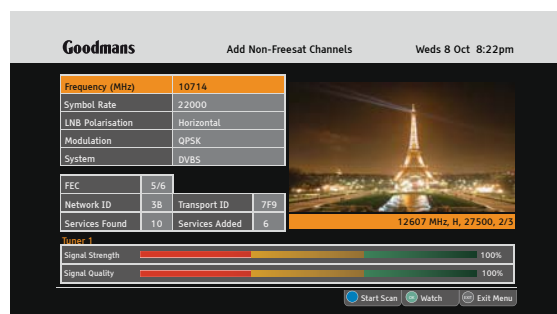 Goodmans Add Non-Freesat Channels Weds 8 Oct 8:22pm
Frequency (MHz) 10714
Symbol Rate 22000
LNB Polarisation Horizontal
Modulation QPSK
System DVBS
FEC 5/6
Network ID 3B Transport ID 7F9
Services Found 10 Services Added 6
12607 MHz, H, 27500, 2/3
Tuner 1
Signal Strength 100%
Signal Quality 100%
Start Scan OK Watch EXIT Exit Menu